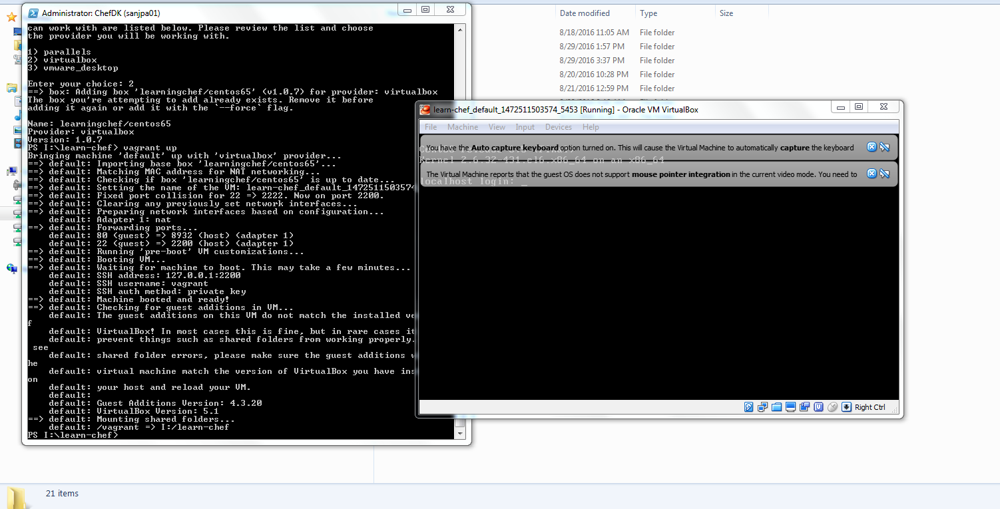 Administrator: ChefDK (sanjpa01)
can work with are listed below. Please review the list and choose
the provider you will be working with.
1) parallels
2) virtualbox
3) vmware_desktop
Enter your choice: 2
==> box: Adding box 'learningchef/centos65' (v1.0.7) for provider: virtualbox
The box you're attempting to add already exists. Remove it before
adding it again or add it with the `--force` flag.
Name: learningchef/centos65
Provider: virtualbox
Version: 1.0.7
PS I:\learn-chef> vagrant up
Bringing machine 'default' up with 'virtualbox' provider...
==> default: Importing base box 'learningchef/centos65'...
==> default: Matching MAC address for NAT networking...
==> default: Checking if box 'learningchef/centos65' is up to date...
==> default: Setting the name of the VM: learn-chef_default_1472511503574
==> default: Fixed port collision for 22 => 2222. Now on port 2200.
==> default: Clearing any previously set network interfaces...
==> default: Preparing network interfaces based on configuration...
default: Adapter 1: nat
==> default: Forwarding ports...
default: 80 (guest) => 8932 (host) (adapter 1)
default: 22 (guest) => 2200 (host) (adapter 1)
==> default: Running 'pre-boot' VM customizations...
==> default: Booting VM...
==> default: Waiting for machine to boot. This may take a few minutes...
default: SSH address: 127.0.0.1:2200
default: SSH username: vagrant
default: SSH auth method: private key
==> default: Machine booted and ready!
==> default: Checking for guest additions in VM...
default: The guest additions on this VM do not match the installed ve
f
default: VirtualBox! In most cases this is fine, but in rare cases it
default: prevent things such as shared folders from working properly.
see
default: shared folder errors, please make sure the guest additions w
he
default: virtual machine match the version of VirtualBox you have ins
on
default: your host and reload your VM.
default:
default: Guest Additions Version: 4.3.20
default: VirtualBox Version: 5.1
==> default: Mounting shared folders...
default: /vagrant => I:/learn-chef
PS I:\learn-chef>
Date modified Type Size
8/18/2016 11:05 AM File folder
8/29/2016 1:57 PM File folder
8/29/2016 3:37 PM File folder
8/20/2016 10:28 PM File folder
8/21/2016 12:59 PM File folder
learn-chef_default_1472511503574_5453 [Running] - Oracle VM VirtualBox
File Machine View Input Devices Help
You have the Auto capture keyboard option turned on. This will cause the Virtual Machine to automatically capture the keyboard
Kernel 2.6.32-431.el6.x86_64 on an x86_64
The Virtual Machine reports that the guest OS does not support mouse pointer integration in the current video mode. You need to
localhost login: _
Right Ctrl
21 items